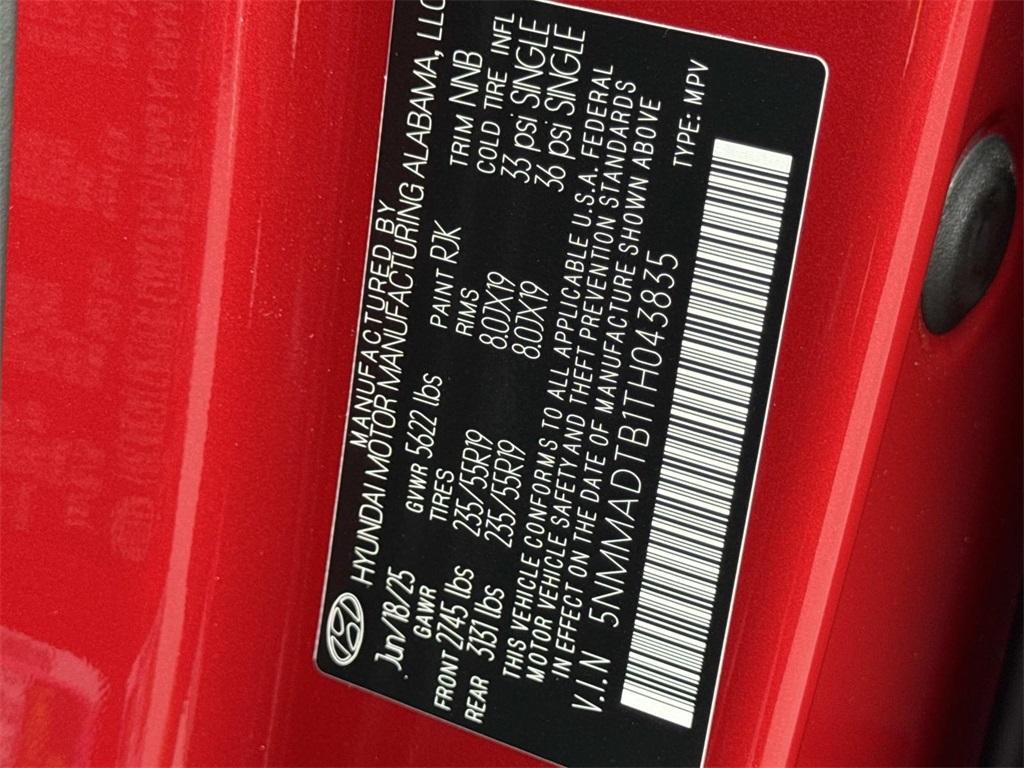 MANUFACTURED BY
HYUNDAI MOTOR MANUFACTURING ALABAMA, LLC
Jun/18/25 GVWR 5622 lbs PAINT RJK TRIM NNB
GAWR TIRES RIMS COLD TIRE INFL
FRONT 2745 lbs 235/55R19 8.0JX19 33 psi SINGLE
REAR 3131 lbs 235/55R19 8.0JX19 36 psi SINGLE
THIS VEHICLE CONFORMS TO ALL APPLICABLE U.S.A. FEDERAL
MOTOR VEHICLE SAFETY AND THEFT PREVENTION STANDARDS
IN EFFECT ON THE DATE OF MANUFACTURE SHOWN ABOVE
V.I.N 5NMMADTB1TH043835 TYPE: MPV